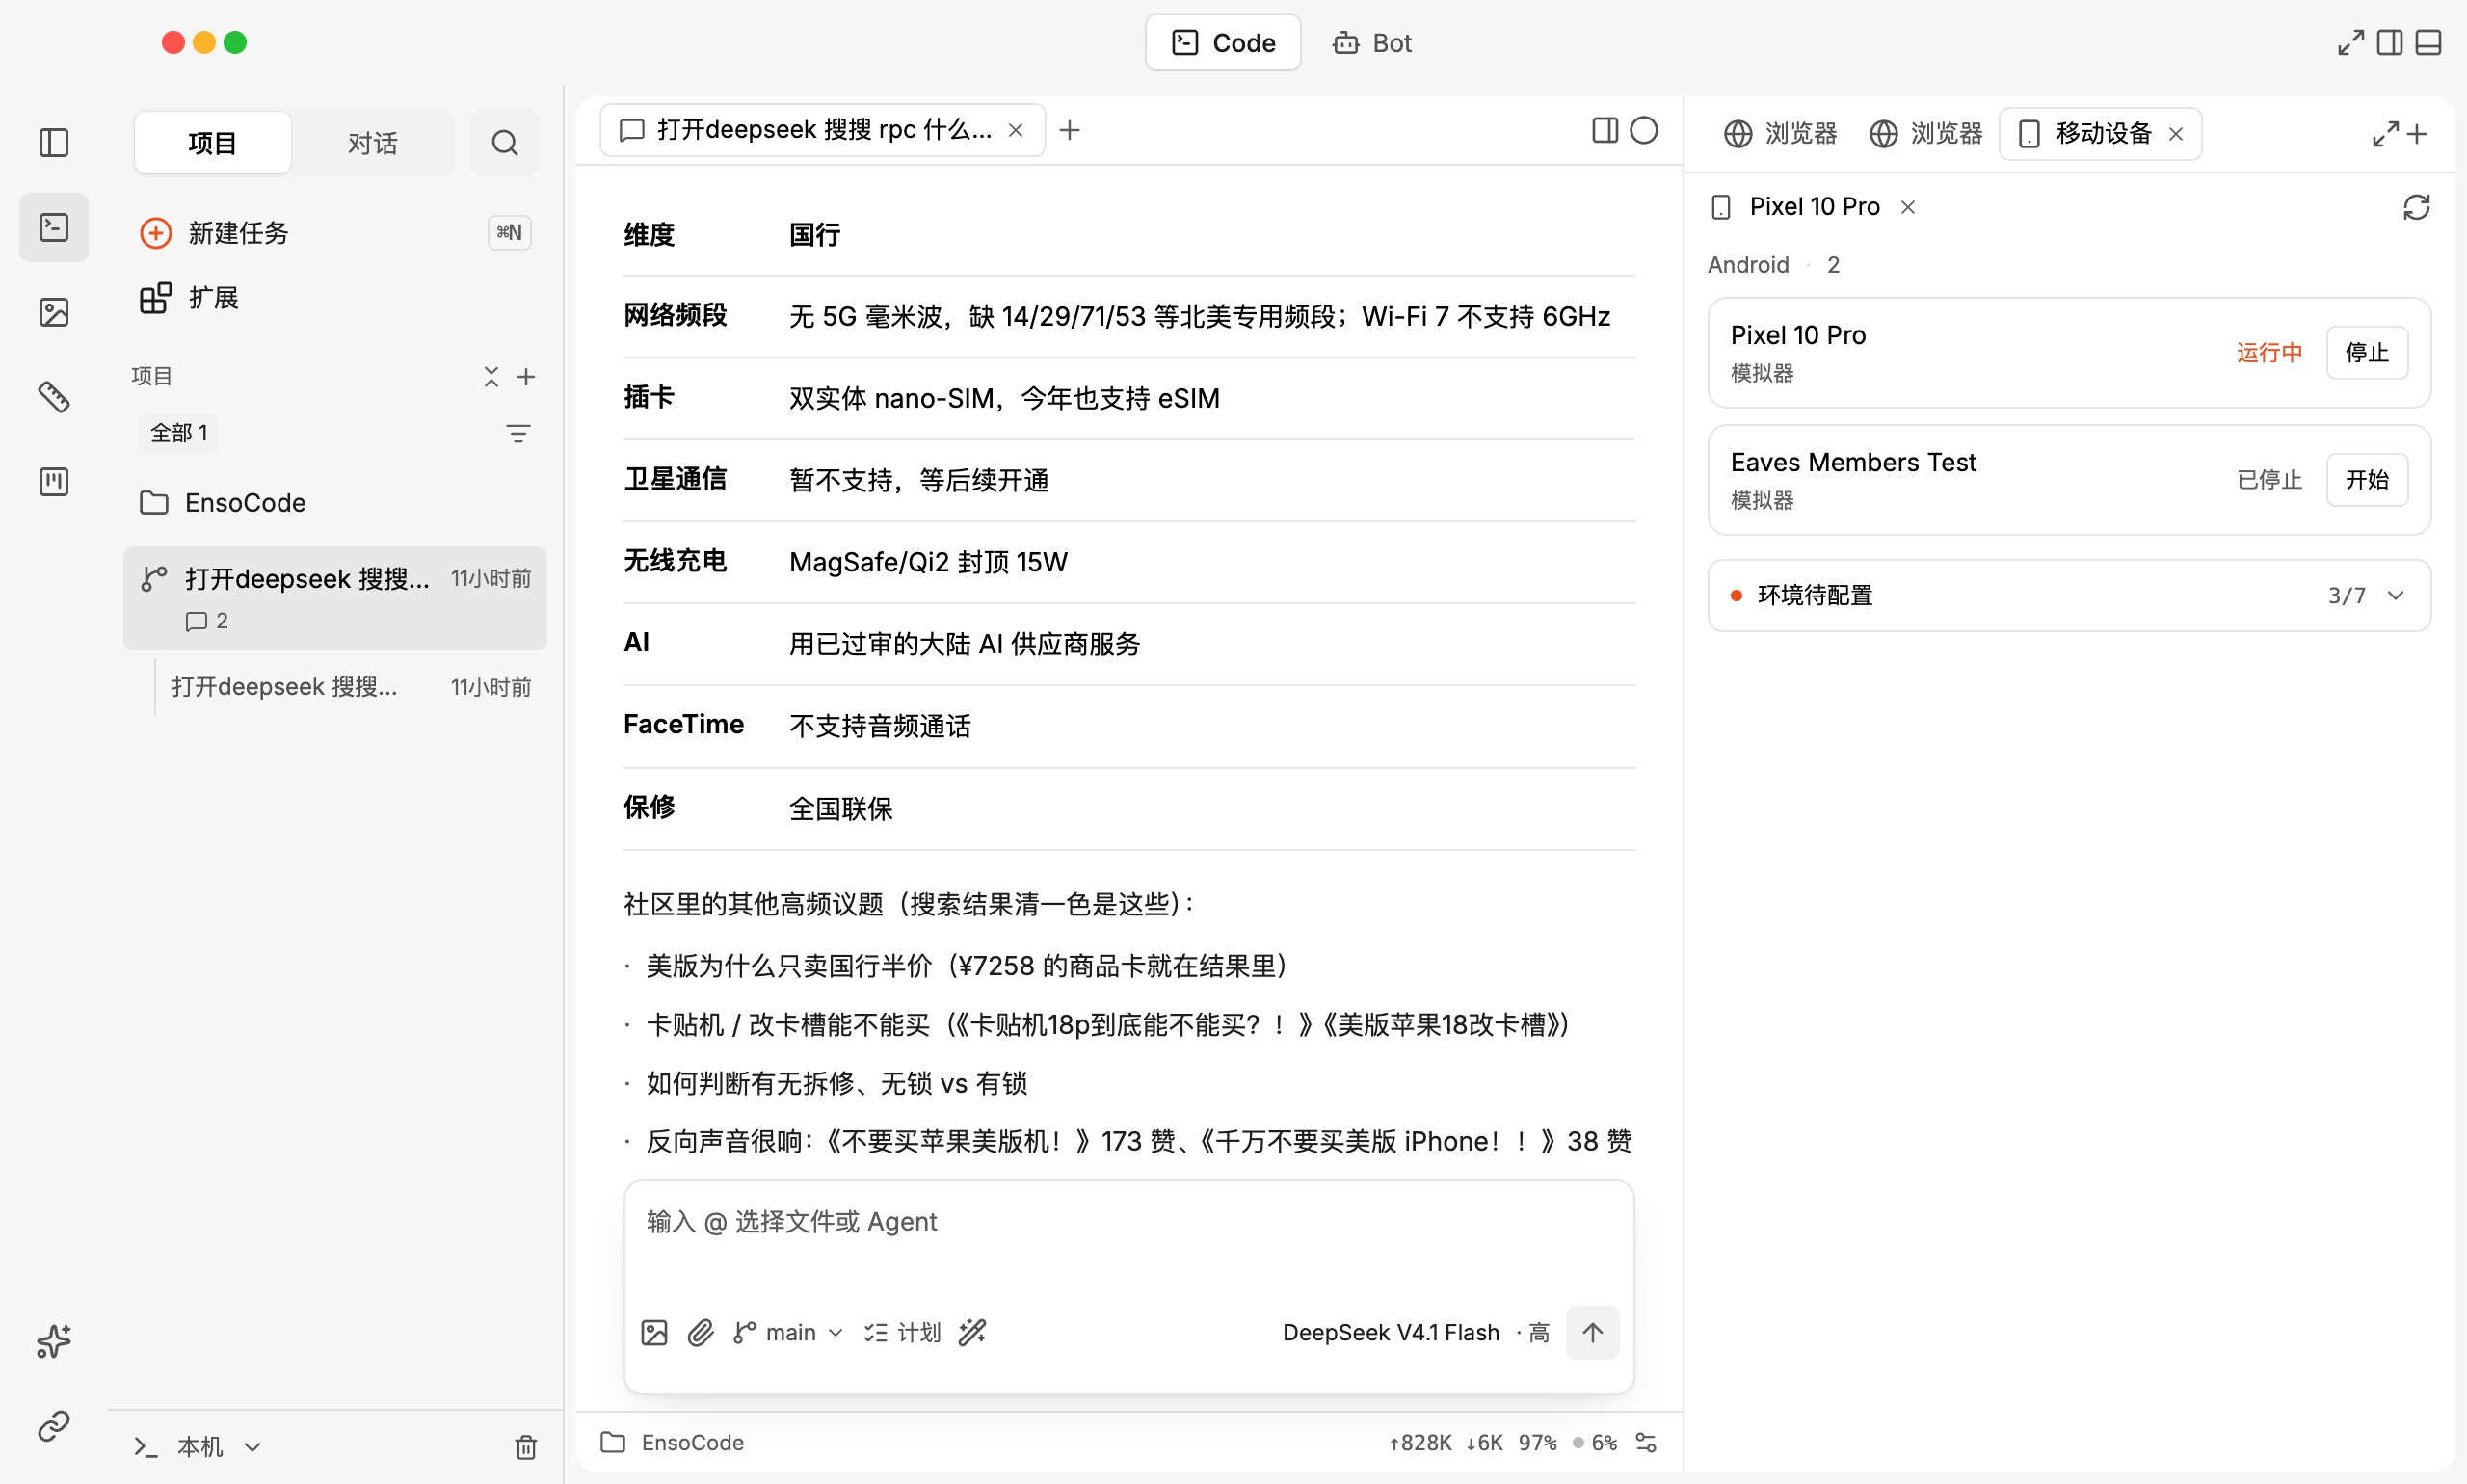 Code
Bot
项目
对话
新建任务
⌘N
扩展
项目
全部 1
EnsoCode
打开deepseek 搜搜...
11小时前
2
打开deepseek 搜搜...
11小时前
本机
打开deepseek 搜搜 rpc 什么...
维度 国行
网络频段 无 5G 毫米波，缺 14/29/71/53 等北美专用频段；Wi-Fi 7 不支持 6GHz
插卡 双实体 nano-SIM，今年也支持 eSIM
卫星通信 暂不支持，等后续开通
无线充电 MagSafe/Qi2 封顶 15W
AI 用已过审的大陆 AI 供应商服务
FaceTime 不支持音频通话
保修 全国联保
社区里的其他高频议题（搜索结果清一色是这些）：
· 美版为什么只卖国行半价（¥7258 的商品卡就在结果里）
· 卡贴机 / 改卡槽能不能买（《卡贴机18p到底能不能买？！》《美版苹果18改卡槽》）
· 如何判断有无拆修、无锁 vs 有锁
· 反向声音很响：《不要买苹果美版机！》173 赞、《千万不要买美版 iPhone！！》38 赞
输入 @ 选择文件或 Agent
main
计划
DeepSeek V4.1 Flash · 高
EnsoCode
↑828K ↓6K 97% 6%
浏览器
浏览器
移动设备
Pixel 10 Pro
Android · 2
Pixel 10 Pro
模拟器
运行中
停止
Eaves Members Test
模拟器
已停止
开始
环境待配置
3/7